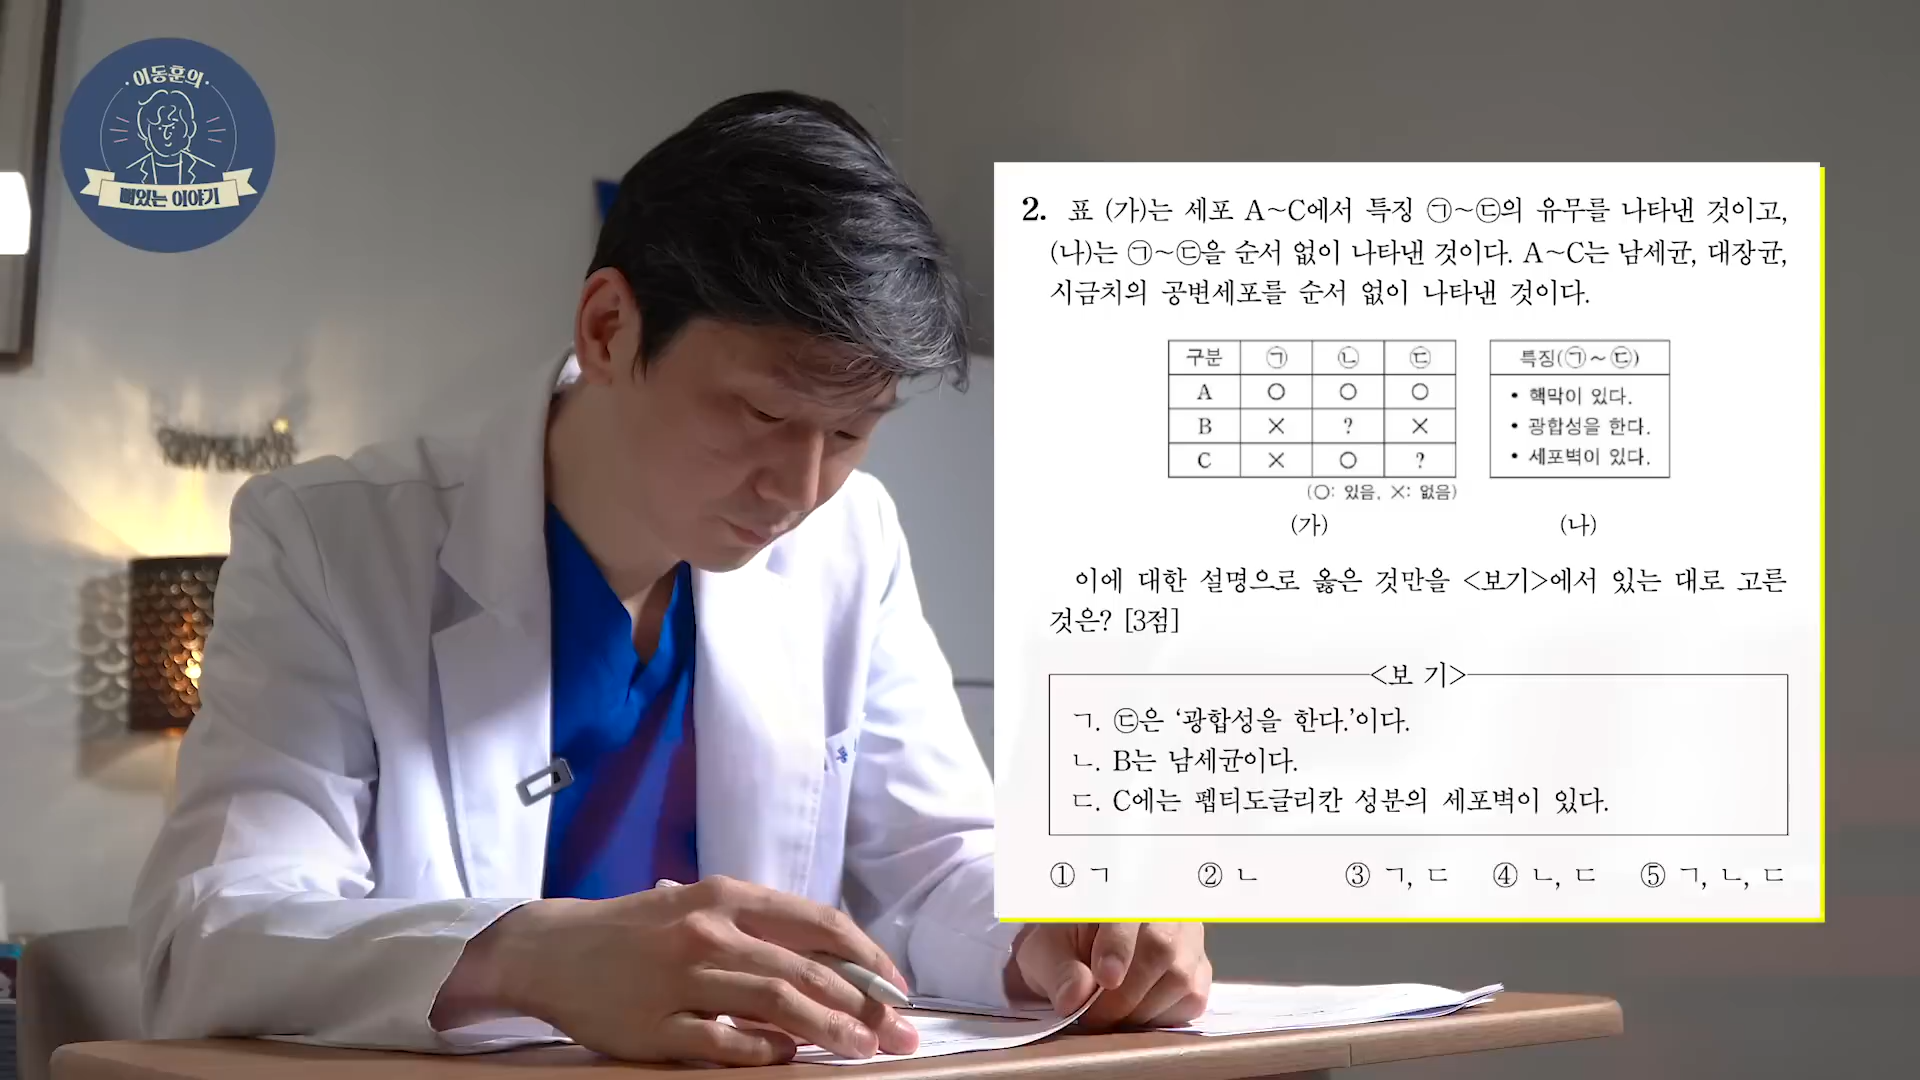 ·이동훈의·
뼈있는 이야기
2. 표 (가)는 세포 A~C에서 특징 ㉠~㉢의 유무를 나타낸 것이고,
(나)는 ㉠~㉢을 순서 없이 나타낸 것이다. A~C는 남세균, 대장균,
시금치의 공변세포를 순서 없이 나타낸 것이다.
구분 ㉠ ㉡ ㉢
A ○ ○ ○
B × ? ×
C × ○ ?
(○: 있음, ×: 없음)
(가)
특징(㉠~㉢)
• 핵막이 있다.
• 광합성을 한다.
• 세포벽이 있다.
(나)
이에 대한 설명으로 옳은 것만을 <보기>에서 있는 대로 고른
것은? [3점]
<보 기>
ㄱ. ㉢은 ‘광합성을 한다.’이다.
ㄴ. B는 남세균이다.
ㄷ. C에는 펩티도글리칸 성분의 세포벽이 있다.
① ㄱ ② ㄴ ③ ㄱ, ㄷ ④ ㄴ, ㄷ ⑤ ㄱ, ㄴ, ㄷ